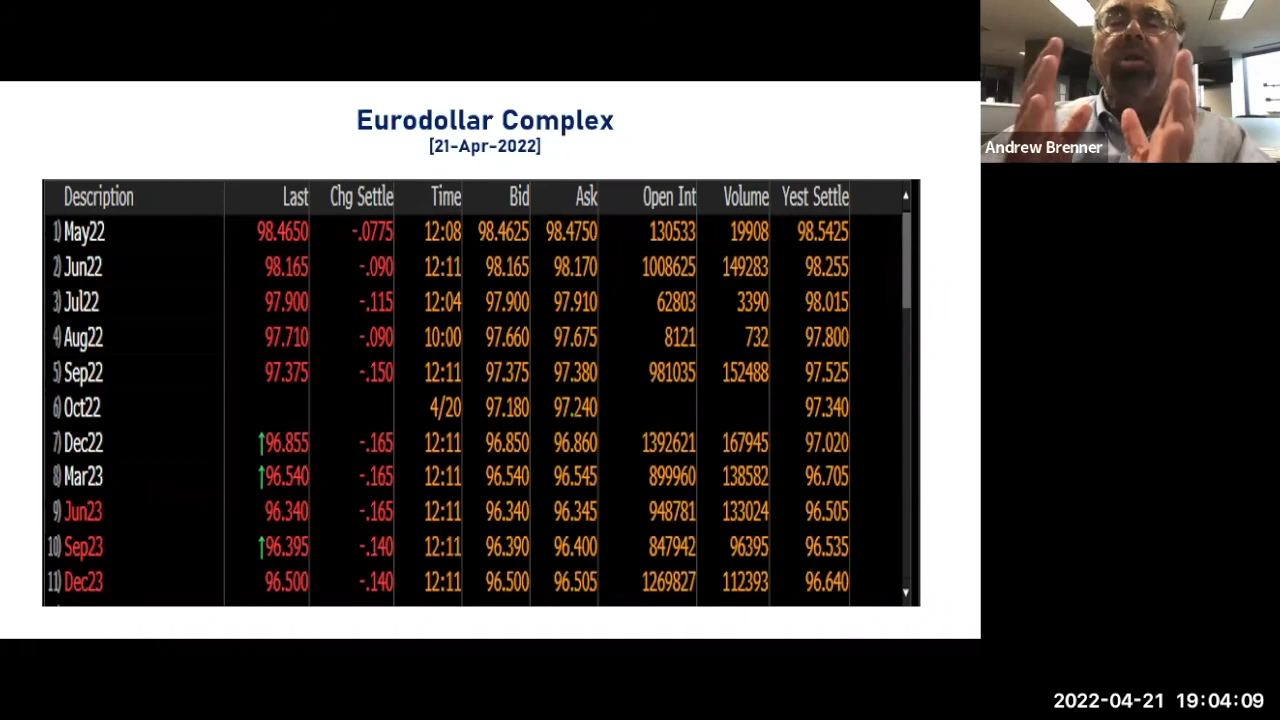 Eurodollar Complex
[21-Apr-2022]
Description Last Chg Settle Time Bid Ask Open Int Volume Yest Settle
1) May22 98.4650 -.0775 12:08 98.4625 98.4750 130533 19908 98.5425
2) Jun22 98.165 -.090 12:11 98.165 98.170 1008625 149283 98.255
3) Jul22 97.900 -.115 12:04 97.900 97.910 62803 3390 98.015
4) Aug22 97.710 -.090 10:00 97.660 97.675 8121 732 97.800
5) Sep22 97.375 -.150 12:11 97.375 97.380 981035 152488 97.525
6) Oct22 4/20 97.180 97.240 97.340
7) Dec22 ↑96.855 -.165 12:11 96.850 96.860 1392621 167945 97.020
8) Mar23 ↑96.540 -.165 12:11 96.540 96.545 899960 138582 96.705
9) Jun23 96.340 -.165 12:11 96.340 96.345 948781 133024 96.505
10) Sep23 ↑96.395 -.140 12:11 96.390 96.400 847942 96395 96.535
11) Dec23 96.500 -.140 12:11 96.500 96.505 1269827 112393 96.640
Andrew Brenner
2022-04-21 19:04:09